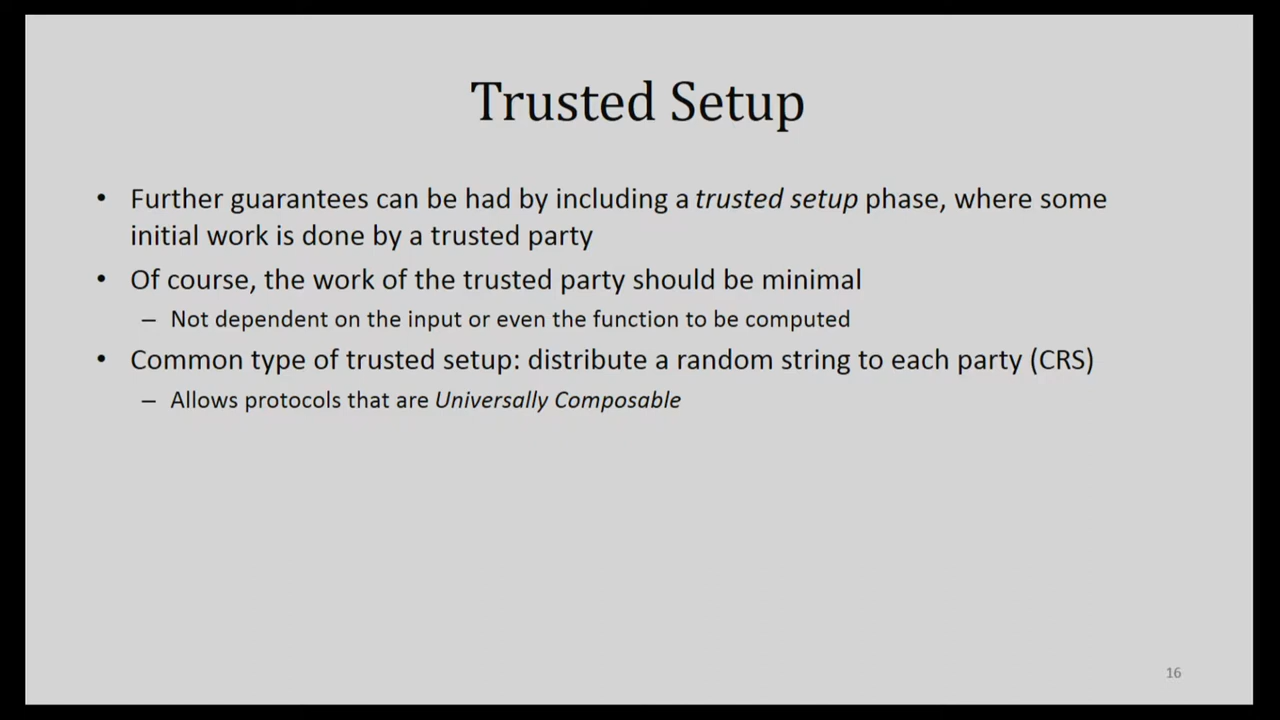 Trusted Setup
• Further guarantees can be had by including a trusted setup phase, where some
initial work is done by a trusted party
• Of course, the work of the trusted party should be minimal
– Not dependent on the input or even the function to be computed
• Common type of trusted setup: distribute a random string to each party (CRS)
– Allows protocols that are Universally Composable
16